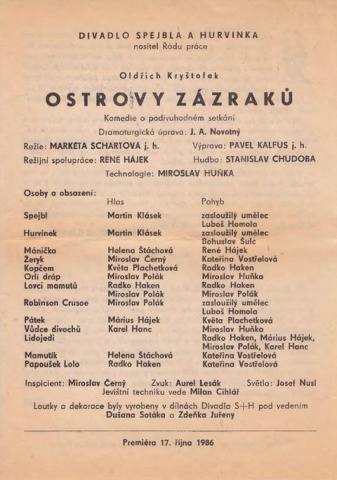 DIVADLO SPEJBLA A HURVINKA
nositel Řádu práce
Oldřich Kryštofek
OSTROVY ZÁZRAKŮ
Komedie o podivuhodném setkání
Dramaturgická úprava: J. A. Novotný
Režie: MARKÉTA SCHARTOVÁ j. h. Výprava: PAVEL KALFUS j. h.
Režijní spolupráce: RENÉ HÁJEK Hudba: STANISLAV CHUDOBA
Technologie: MIROSLAV HUŇKA
Osoby a obsazení:
Hlas Pohyb
Spejbl Martin Klásek zasloužilý umělec
Luboš Homola
Hurvínek Martin Klásek zasloužilý umělec
Bohuslav Šulc
Mánička Helena Štáchová René Hájek
Žeryk Miroslav Černý Kateřina Vostřelová
Kopčem Květa Plachetková Radko Haken
Orlí dráp Miroslav Polák Miroslav Huňka
Lovci mamutů Radko Haken Radko Haken
Miroslav Polák Miroslav Polák
Robinson Crusoe Miroslav Polák zasloužilý umělec
Luboš Homola
Pátek Márius Hájek Květa Plachetková
Vůdce divochů Karel Hanc Miroslav Huňka
Lidojedi Radko Haken, Márius Hájek,
Miroslav Polák, Karel Hanc
Mamutík Helena Štáchová Kateřina Vostřelová
Papoušek Lolo Radko Haken Kateřina Vostřelová
Inspicient: Miroslav Černý Zvuk: Aurel Lesák Světlo: Josef Nusl
Jevištní techniku vede Milan Cihlář
Loutky a dekorace byly vyrobeny v dílnách Divadla S+H pod vedením
Dušana Sotáka a Zdeňka Juřeny
Premiéra 17. října 1986